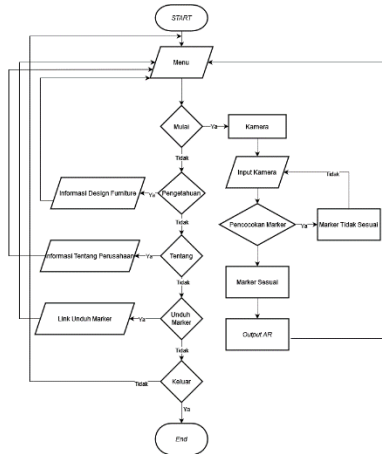 START
Menu
Mulai
Ya
Kamera
Tidak
Input Kamera
Tidak
Informasi Design Furniture
Ya
Pengetahuan
Pencocokan Marker
Ya
Marker Tidak Sesuai
Tidak
Informasi Tentang Perusahaan
Ya
Tentang
Marker Sesuai
Tidak
Link Unduh Marker
Ya
Unduh
Marker
Output AR
Tidak
Tidak
Keluar
Ya
End